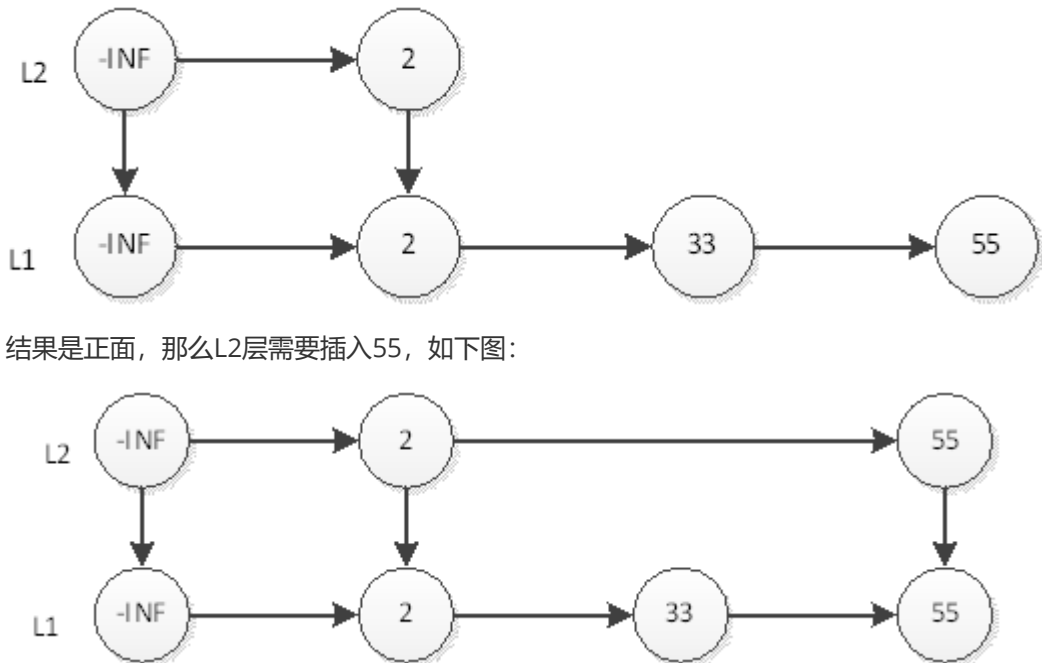 L2 -INF 2
L1 -INF 2 33 55
结果是正面，那么L2层需要插入55，如下图：
L2 -INF 2 55
L1 -INF 2 33 55